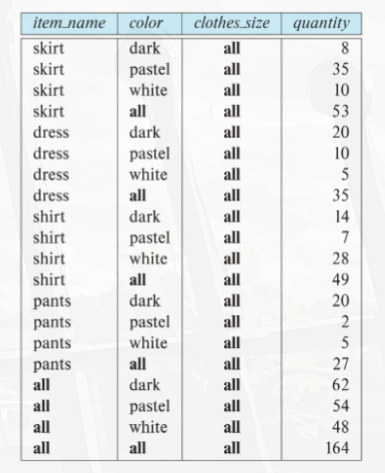 item_name color clothes_size quantity
skirt dark all 8
skirt pastel all 35
skirt white all 10
skirt all all 53
dress dark all 20
dress pastel all 10
dress white all 5
dress all all 35
shirt dark all 14
shirt pastel all 7
shirt white all 28
shirt all all 49
pants dark all 20
pants pastel all 2
pants white all 5
pants all all 27
all dark all 62
all pastel all 54
all white all 48
all all all 164